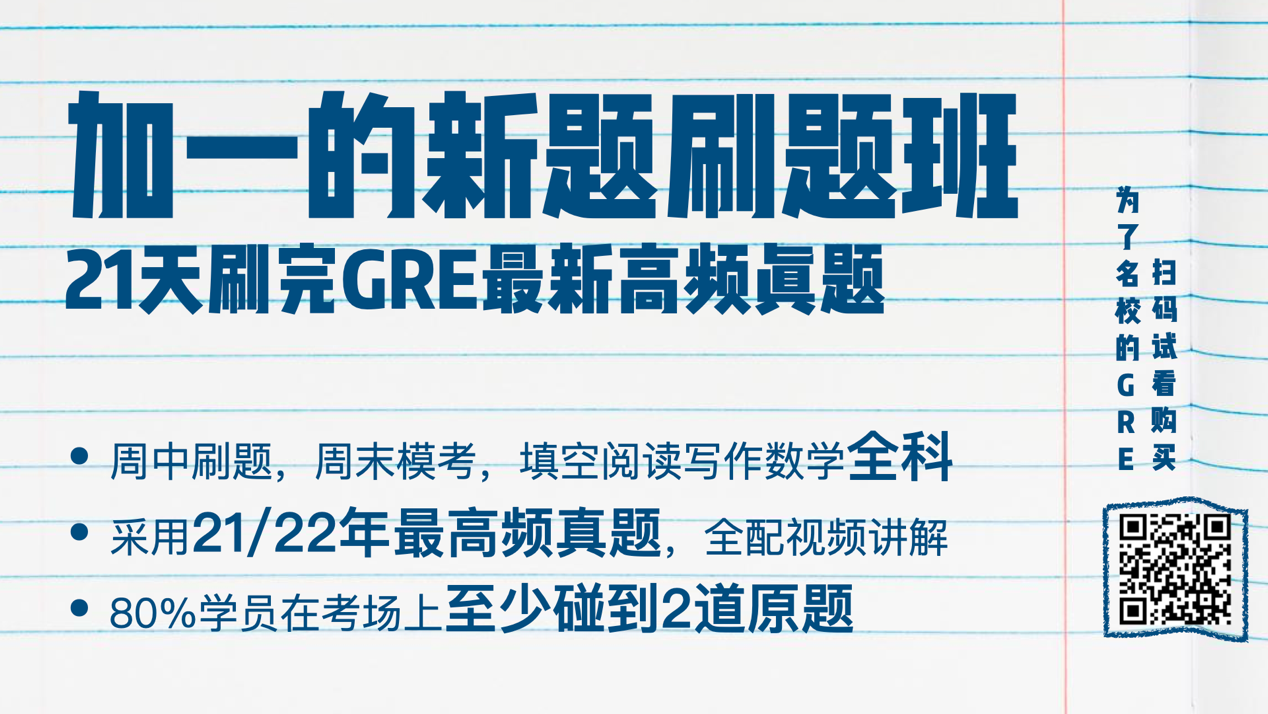 加一的新题刷题班
21天刷完GRE最新高频真题
• 周中刷题，周末模考，填空阅读写作数学全科
• 采用21/22年最高频真题，全配视频讲解
• 80%学员在考场上至少碰到2道原题
为了名校的GRE
扫码试看购买